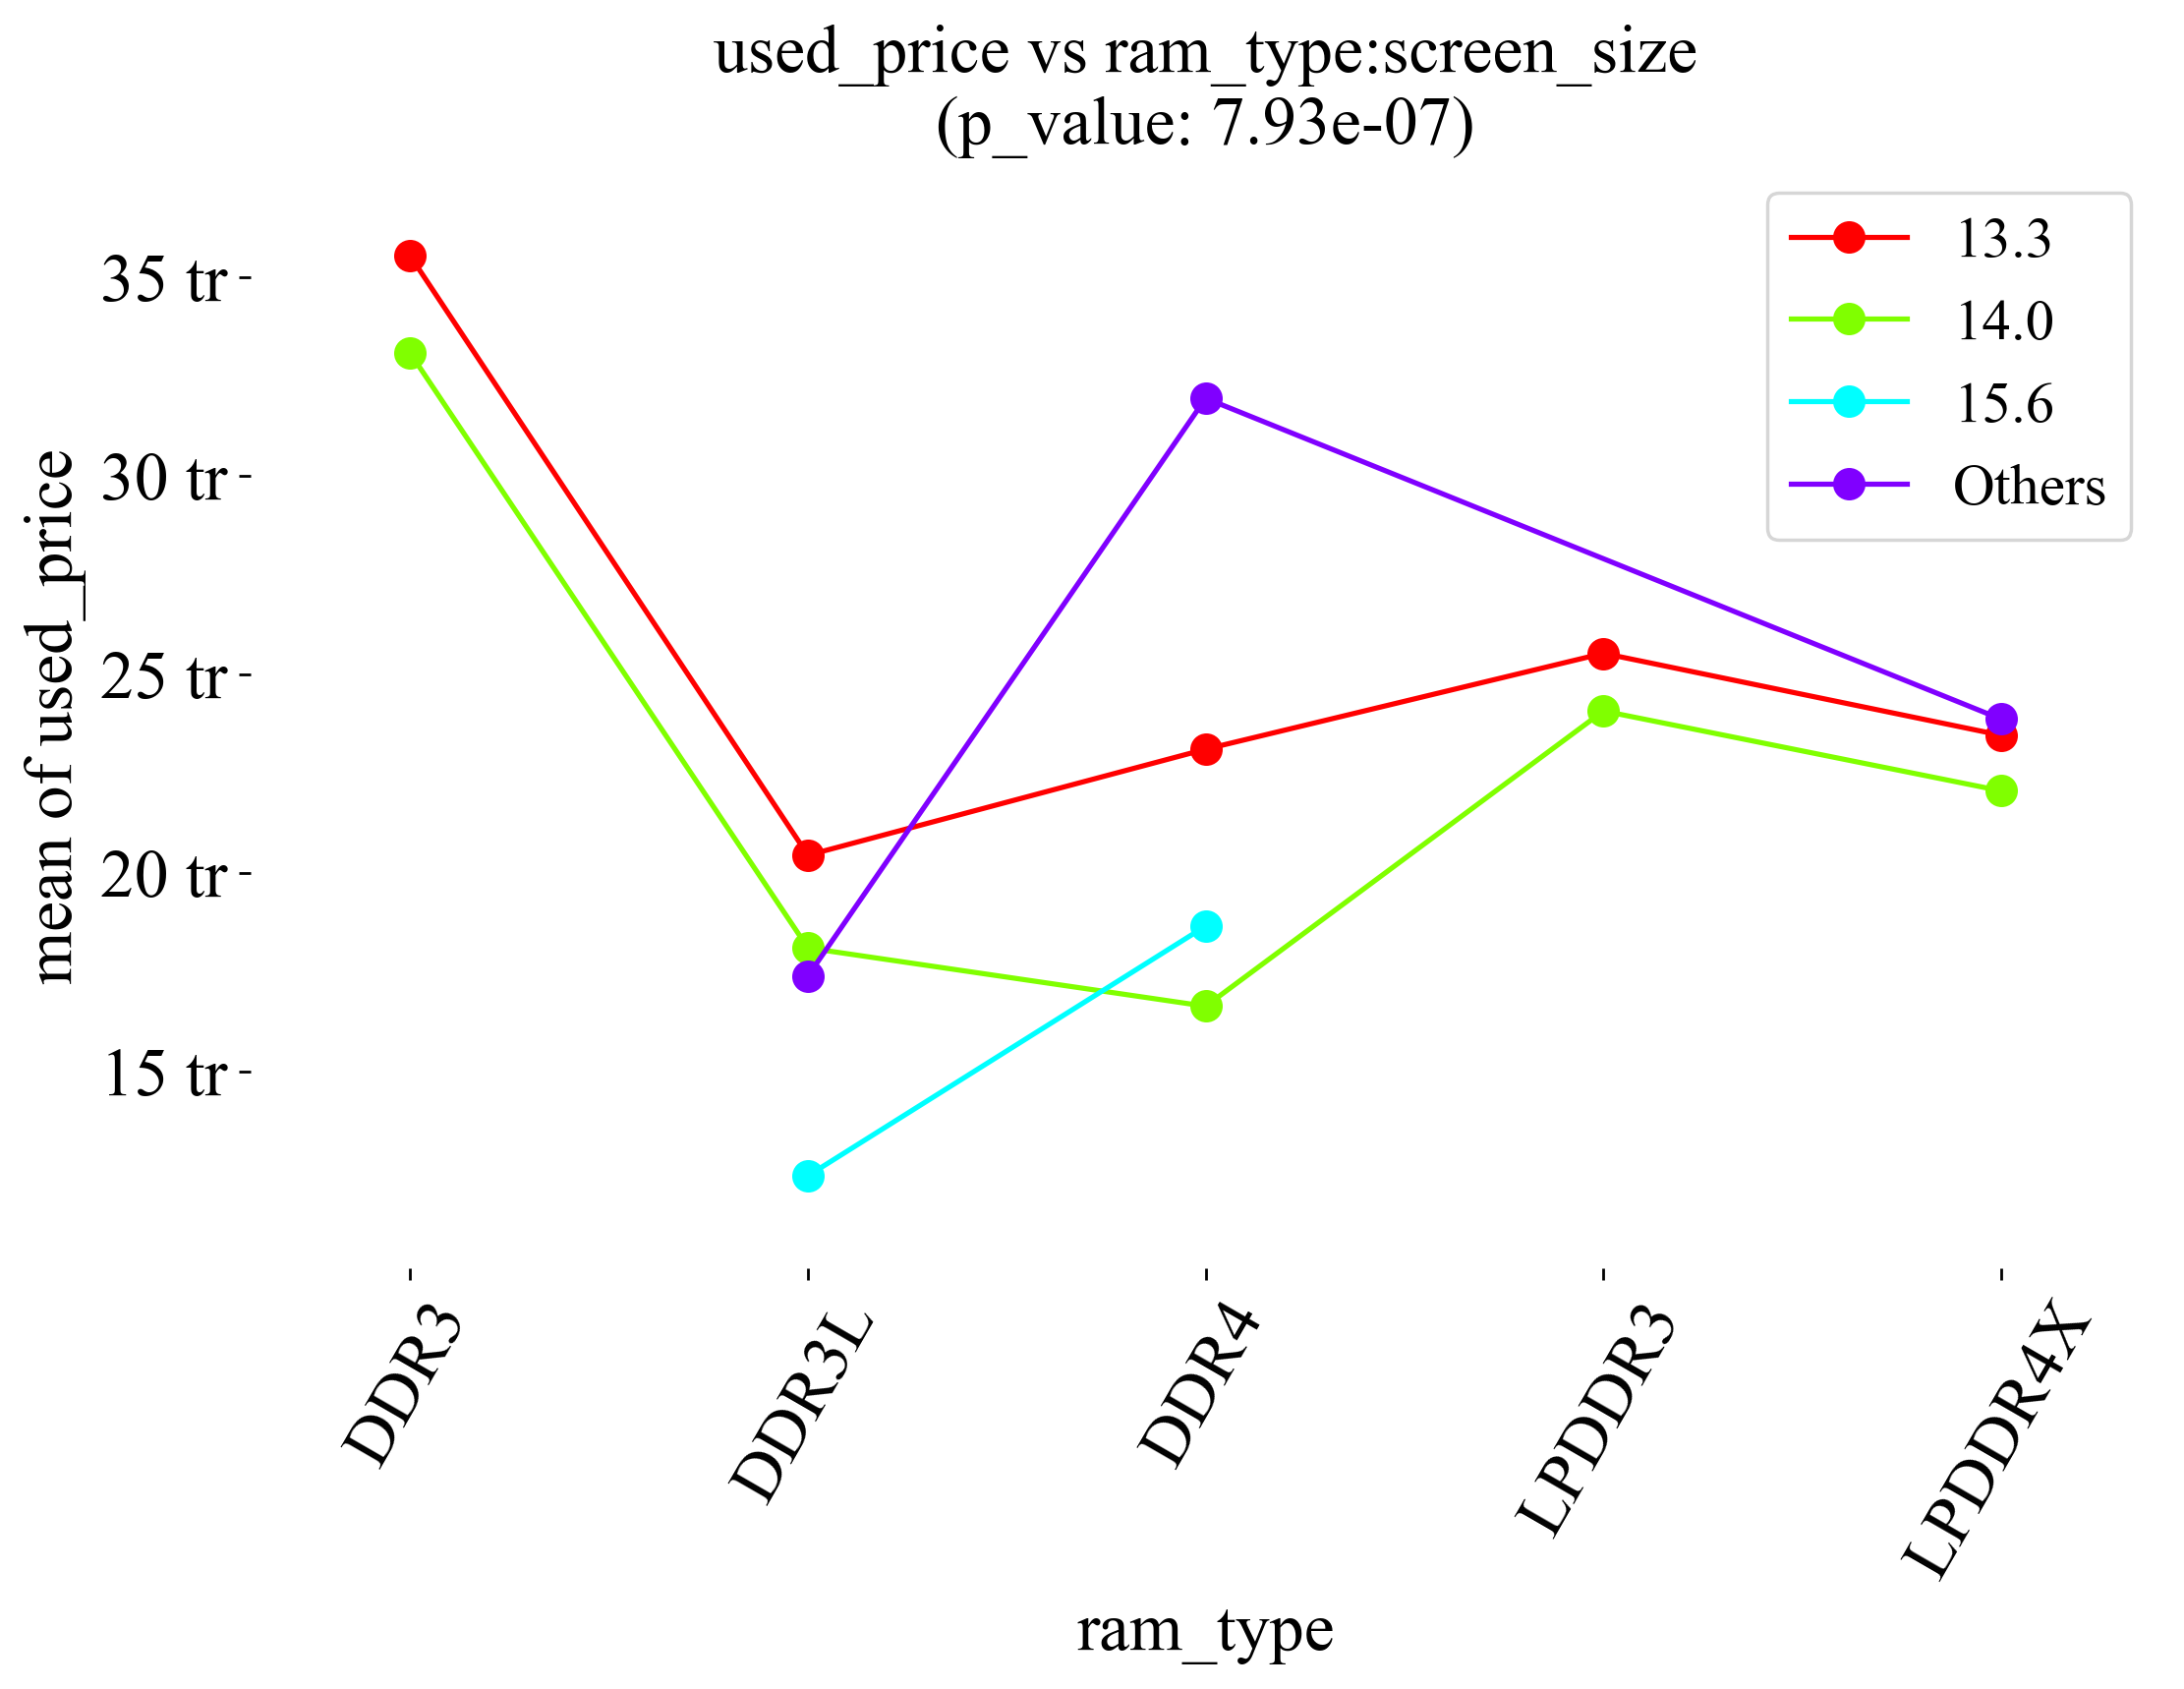 used_price vs ram_type:screen_size
(p_value: 7.93e-07)
13.3
14.0
15.6
Others
35 tr
30 tr
25 tr
20 tr
15 tr
mean of used_price
DDR3
DDR3L
DDR4
LPDDR3
LPDDR4X
ram_type